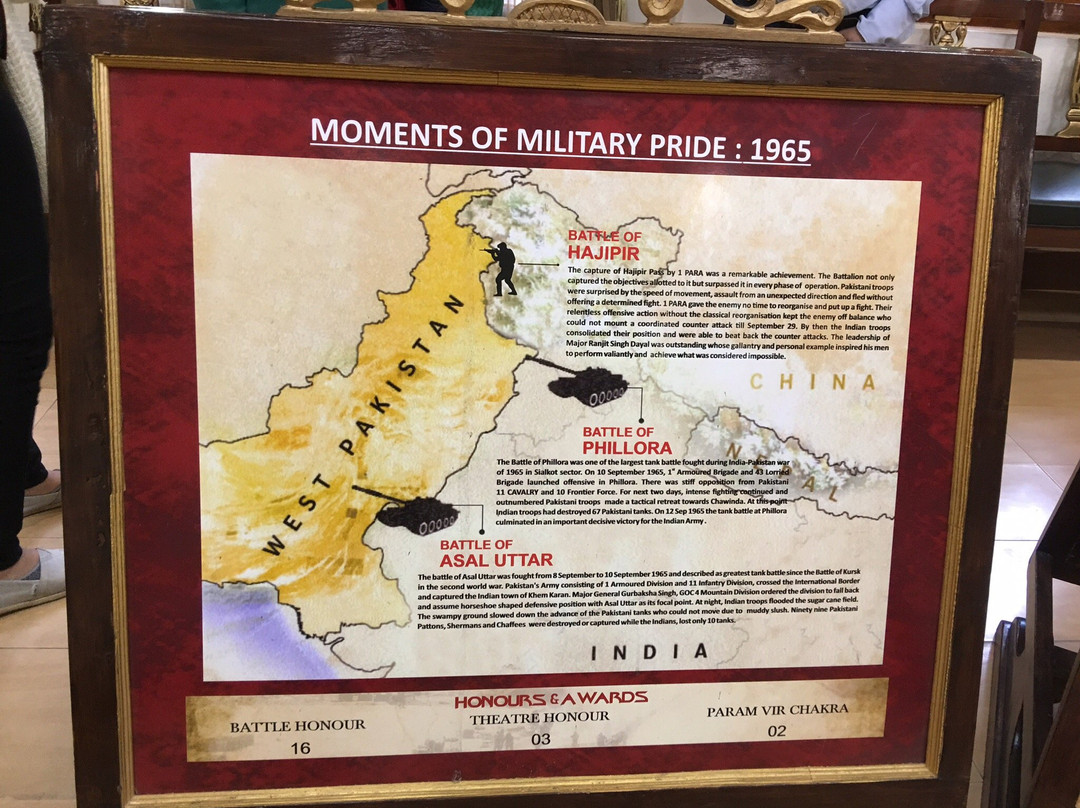 MOMENTS OF MILITARY PRIDE : 1965
BATTLE OF
HAJIPIR
The capture of Hajipir Pass by 1 PARA was a remarkable achievement. The Battalion not only
captured the objectives allotted to it but surpassed it in every phase of operation. Pakistani troops
were surprised by the speed of movement, assault from an unexpected direction and fled without
offering a determined fight. 1 PARA gave the enemy no time to reorganise and put up a fight. Their
relentless offensive action without the classical reorganisation kept the enemy off balance who
could not mount a coordinated counter attack till September 29. By then the Indian troops
consolidated their position and were able to beat back the counter attacks. The leadership of
Major Ranjit Singh Dayal was outstanding whose gallantry and personal example inspired his men
to perform valiantly and achieve what was considered impossible.
WEST PAKISTAN
CHINA
NEPAL
BATTLE OF
PHILLORA
The Battle of Phillora was one of the largest tank battle fought during India-Pakistan war
of 1965 in Sialkot sector. On 10 September 1965, 1st Armoured Brigade and 43 Lorried
Brigade launched offensive in Phillora. There was stiff opposition from Pakistani
11 CAVALRY and 10 Frontier Force. For next two days, intense fighting continued and
outnumbered Pakistani troops made a tactical retreat towards Chawinda. At this point
Indian troops had destroyed 67 Pakistani tanks. On 12 Sep 1965 the tank battle at Phillora
culminated in an important decisive victory for the Indian Army.
BATTLE OF
ASAL UTTAR
The battle of Asal Uttar was fought from 8 September to 10 September 1965 and described as greatest tank battle since the Battle of Kursk
in the second world war. Pakistan's Army consisting of 1 Armoured Division and 11 Infantry Division, crossed the International Border
and captured the Indian town of Khem Karan. Major General Gurbaksha Singh, GOC 4 Mountain Division ordered the division to fall back
and assume horseshoe shaped defensive position with Asal Uttar as its focal point. At night, Indian troops flooded the sugar cane field.
The swampy ground slowed down the advance of the Pakistani tanks who could not move due to muddy slush. Ninety nine Pakistani
Pattons, Shermans and Chaffees were destroyed or captured while the Indians, lost only 10 tanks.
INDIA
HONOURS & AWARDS
BATTLE HONOUR
16
THEATRE HONOUR
03
PARAM VIR CHAKRA
02